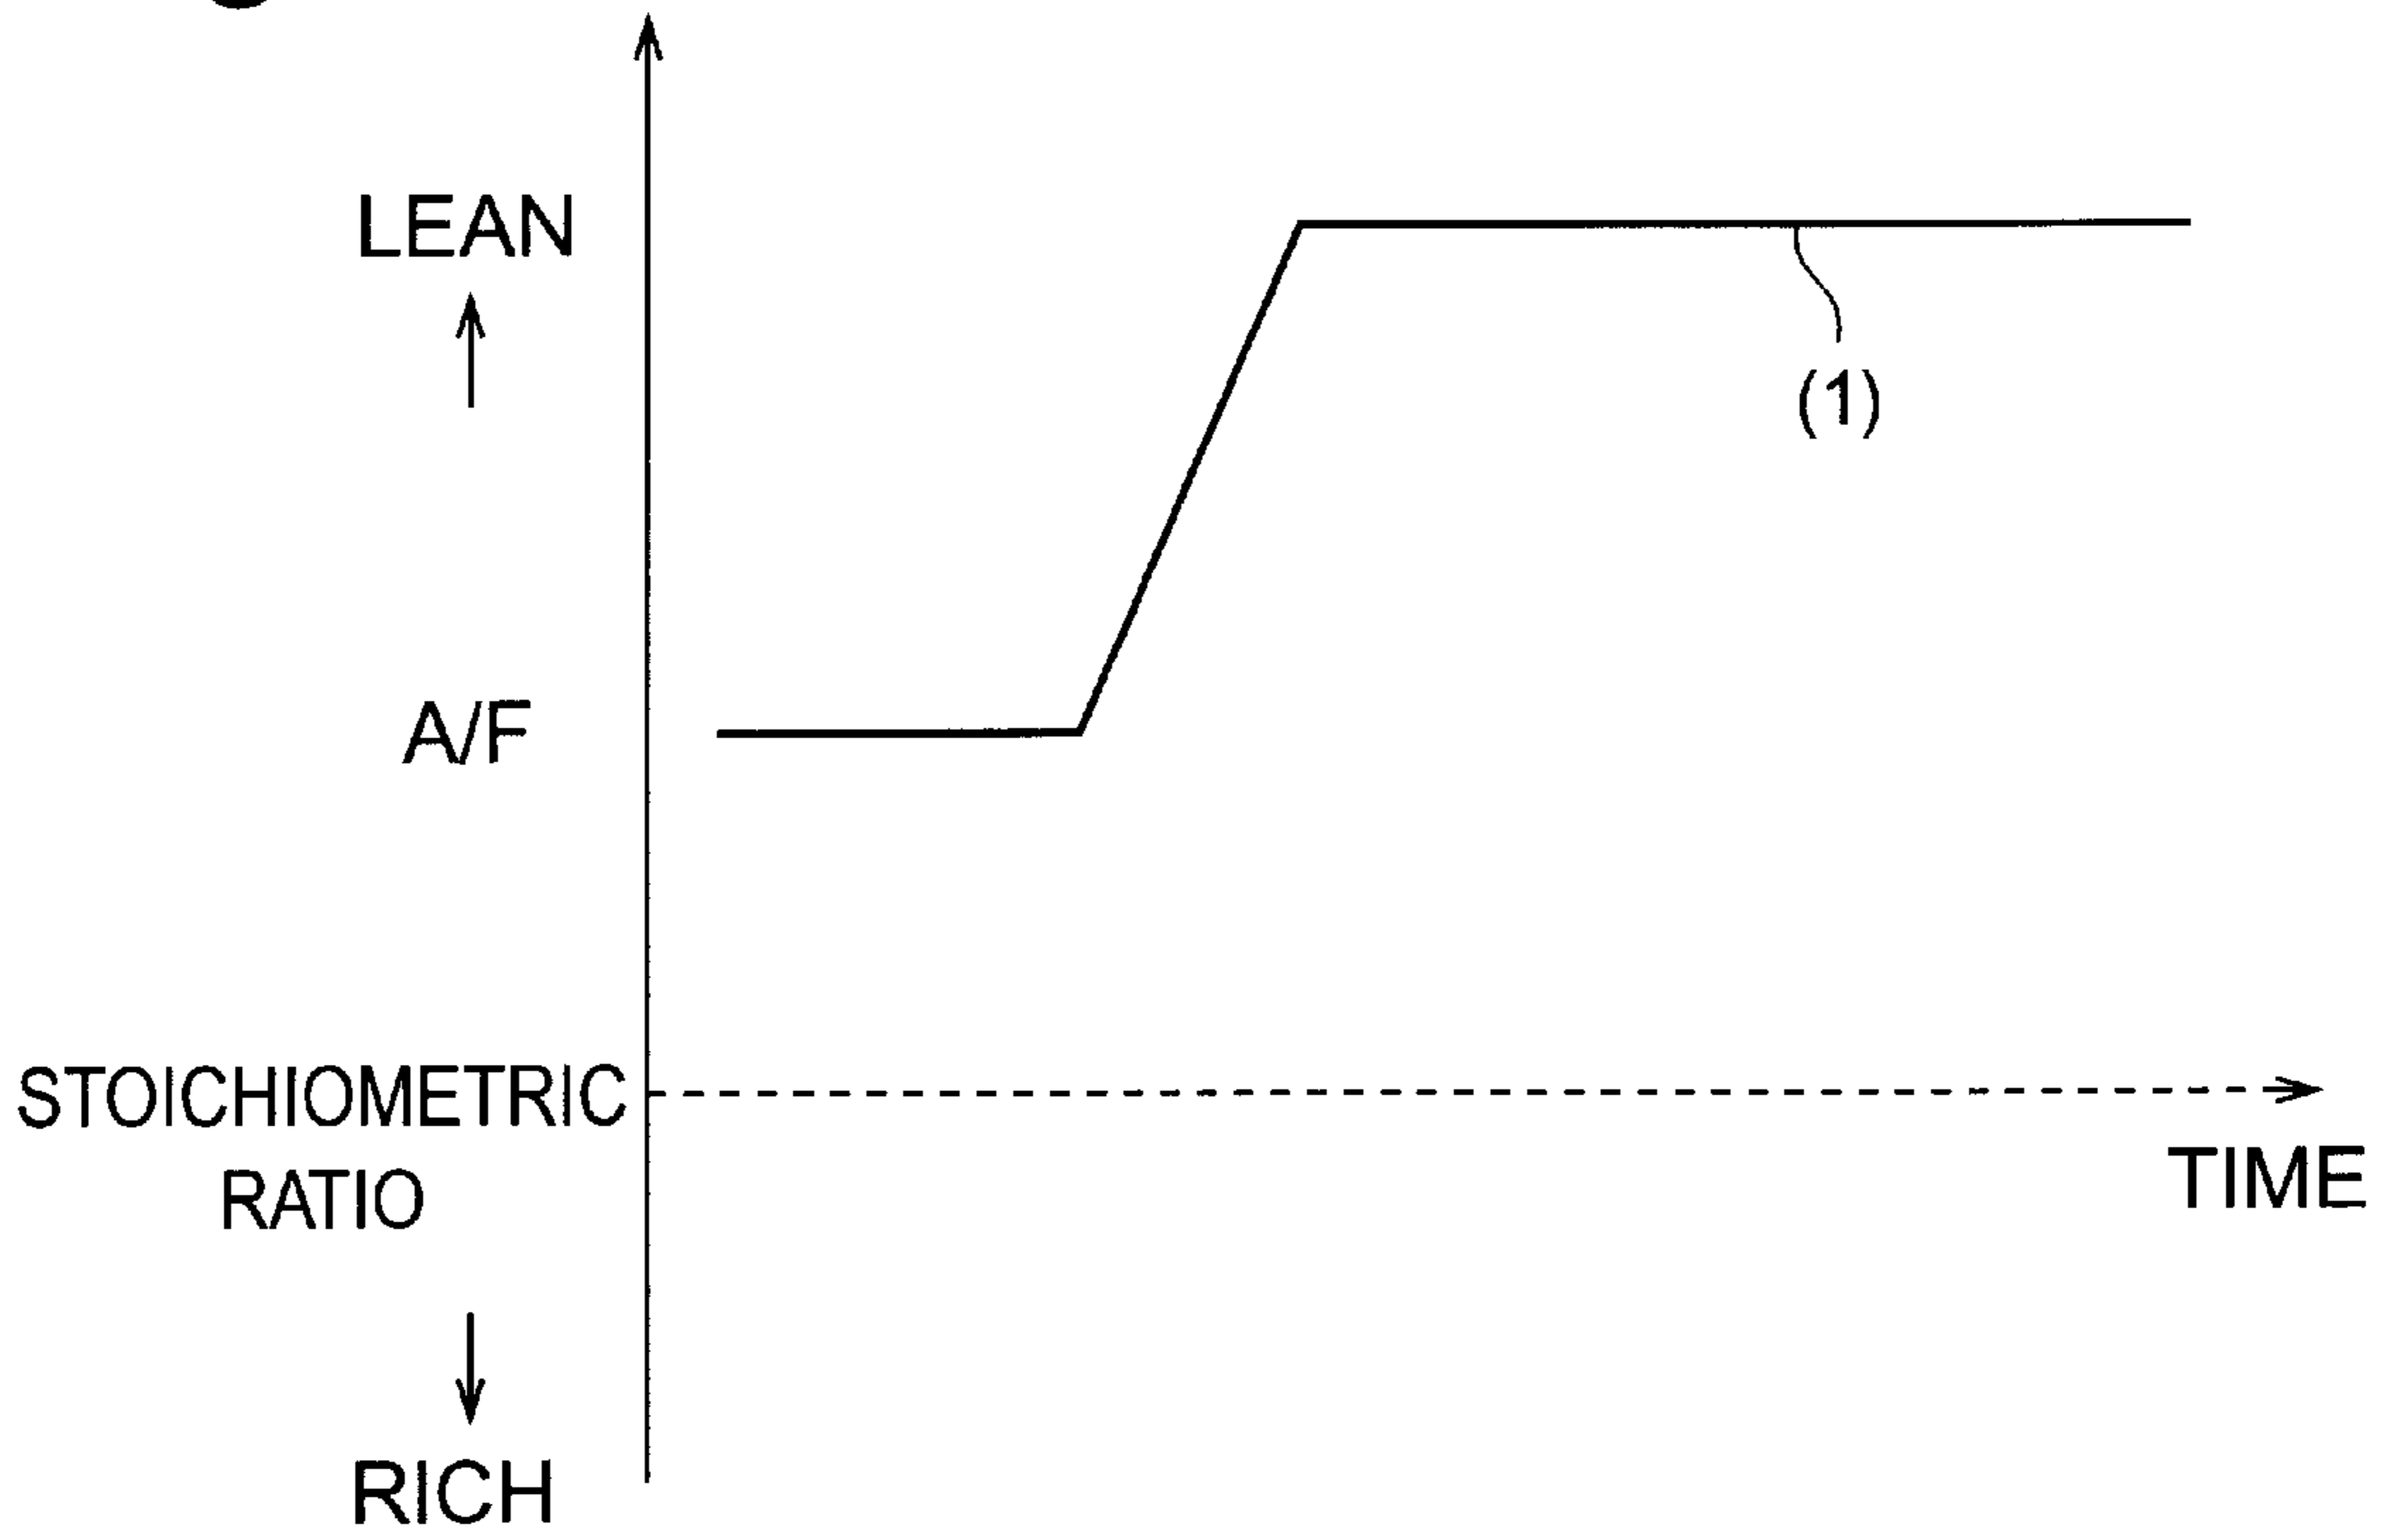 LEAN
(1)
A/F
STOICHIOMETRIC
RATIO
TIME
RICH